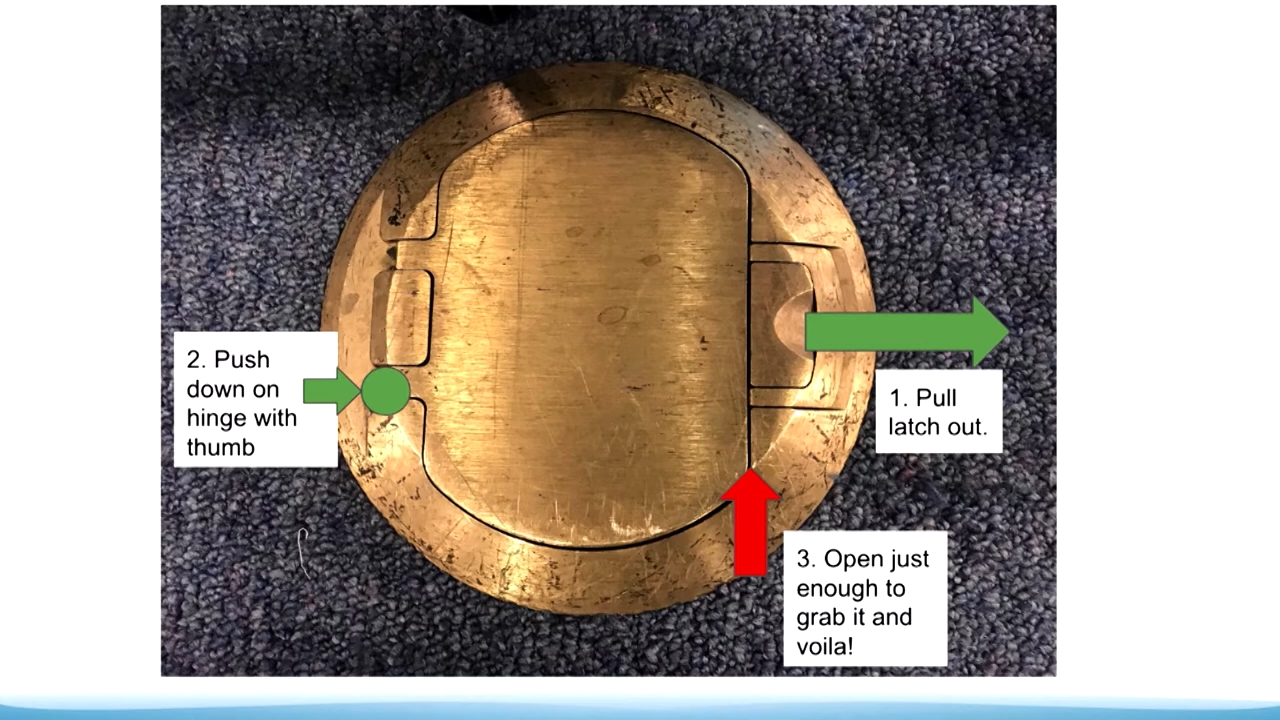 1. Pull
latch out.
2. Push
down on
hinge with
thumb
3. Open just
enough to
grab it and
voila!